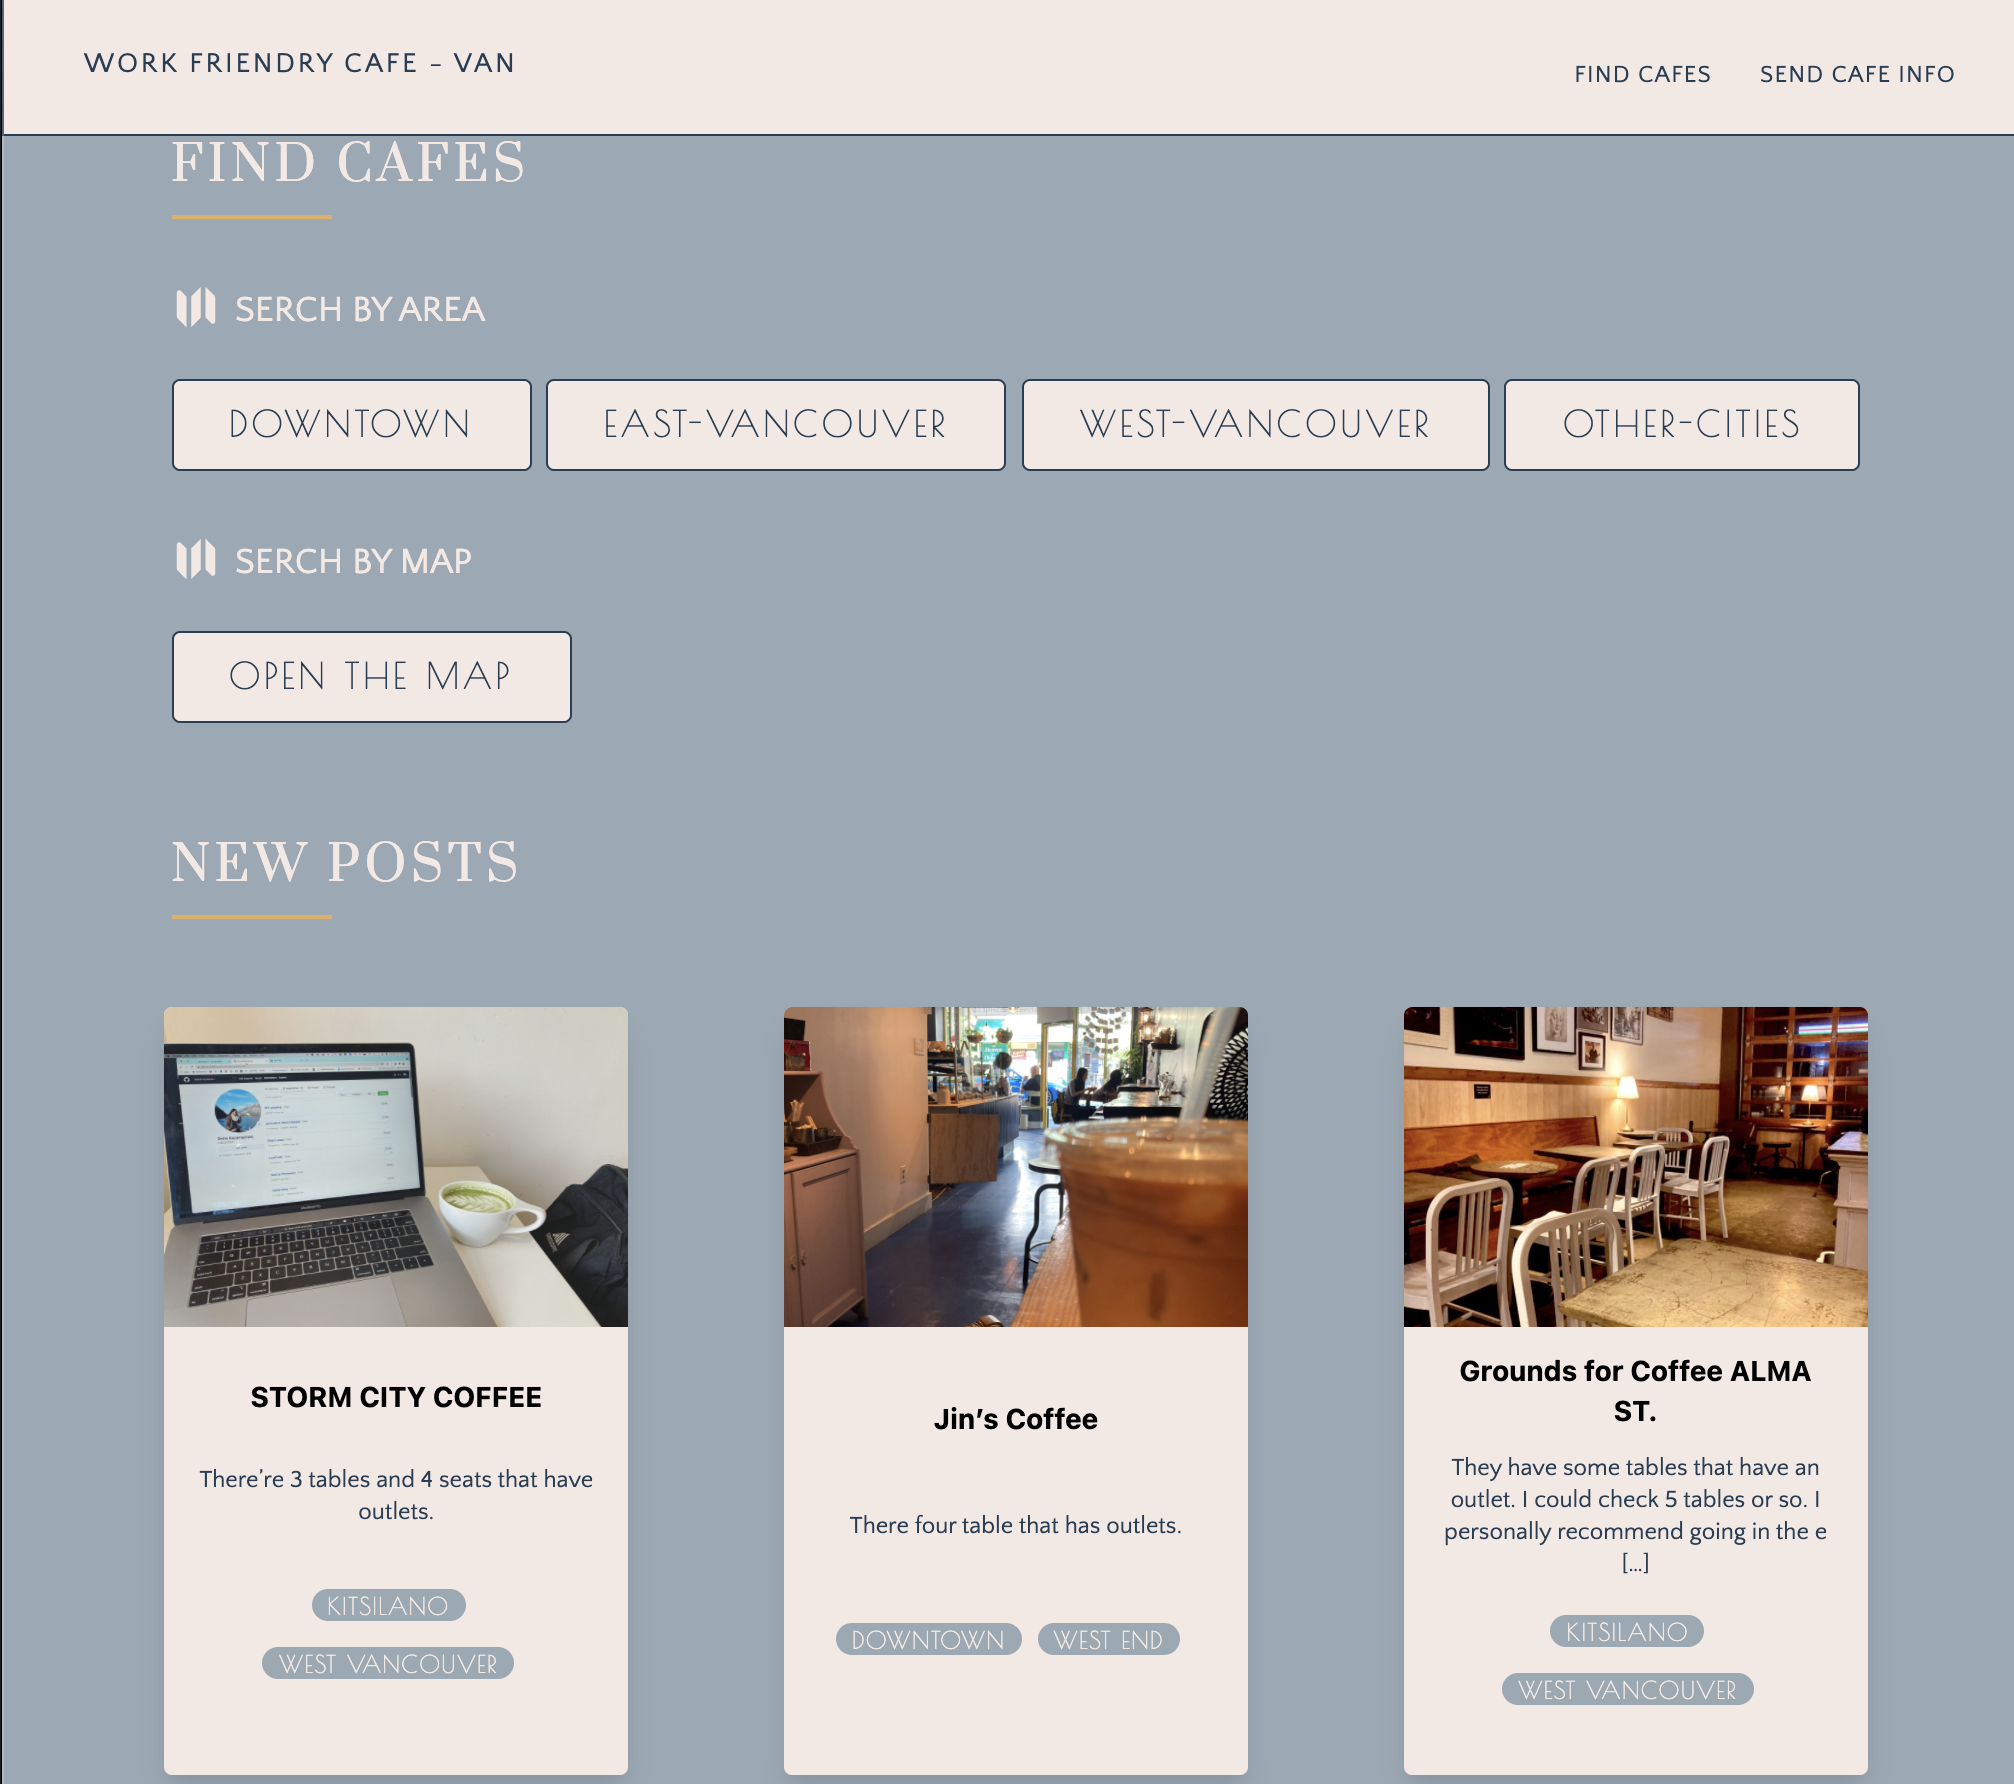 WORK FRIENDRY CAFE - VAN
FIND CAFES
SEND CAFE INFO
FIND CAFES
SERCH BY AREA
DOWNTOWN
EAST-VANCOUVER
WEST-VANCOUVER
OTHER-CITIES
SERCH BY MAP
OPEN THE MAP
NEW POSTS
STORM CITY COFFEE
There’re 3 tables and 4 seats that have
outlets.
KITSILANO
WEST VANCOUVER
Jin’s Coffee
There four table that has outlets.
DOWNTOWN
WEST END
Grounds for Coffee ALMA
ST.
They have some tables that have an
outlet. I could check 5 tables or so. I
personally recommend going in the e
[…]
KITSILANO
WEST VANCOUVER